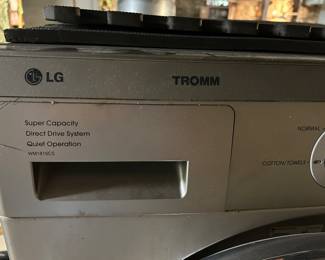 LG TROMM
Super Capacity
Direct Drive System
Quiet Operation
NORMAL
COTTON/TOWELS